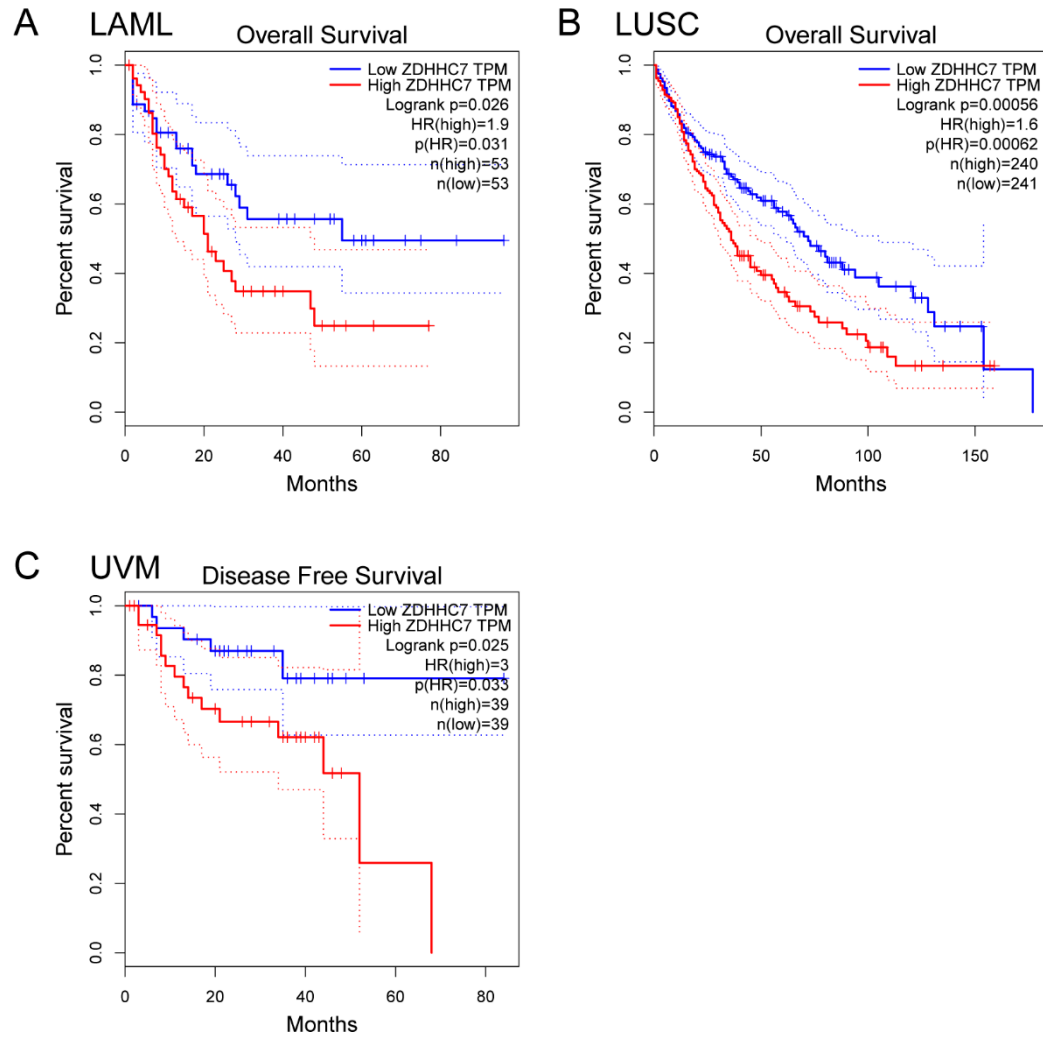 A LAML
Overall Survival
Low ZDHHC7 TPM
High ZDHHC7 TPM
Logrank p=0.026
HR(high)=1.9
p(HR)=0.031
n(high)=53
n(low)=53
Percent survival
1.0
0.8
0.6
0.4
0.2
0.0
0 20 40 60 80
Months
B LUSC
Overall Survival
Low ZDHHC7 TPM
High ZDHHC7 TPM
Logrank p=0.00056
HR(high)=1.6
p(HR)=0.00062
n(high)=240
n(low)=241
Percent survival
1.0
0.8
0.6
0.4
0.2
0.0
0 50 100 150
Months
C UVM
Disease Free Survival
Low ZDHHC7 TPM
High ZDHHC7 TPM
Logrank p=0.025
HR(high)=3
p(HR)=0.033
n(high)=39
n(low)=39
Percent survival
1.0
0.8
0.6
0.4
0.2
0.0
0 20 40 60 80
Months